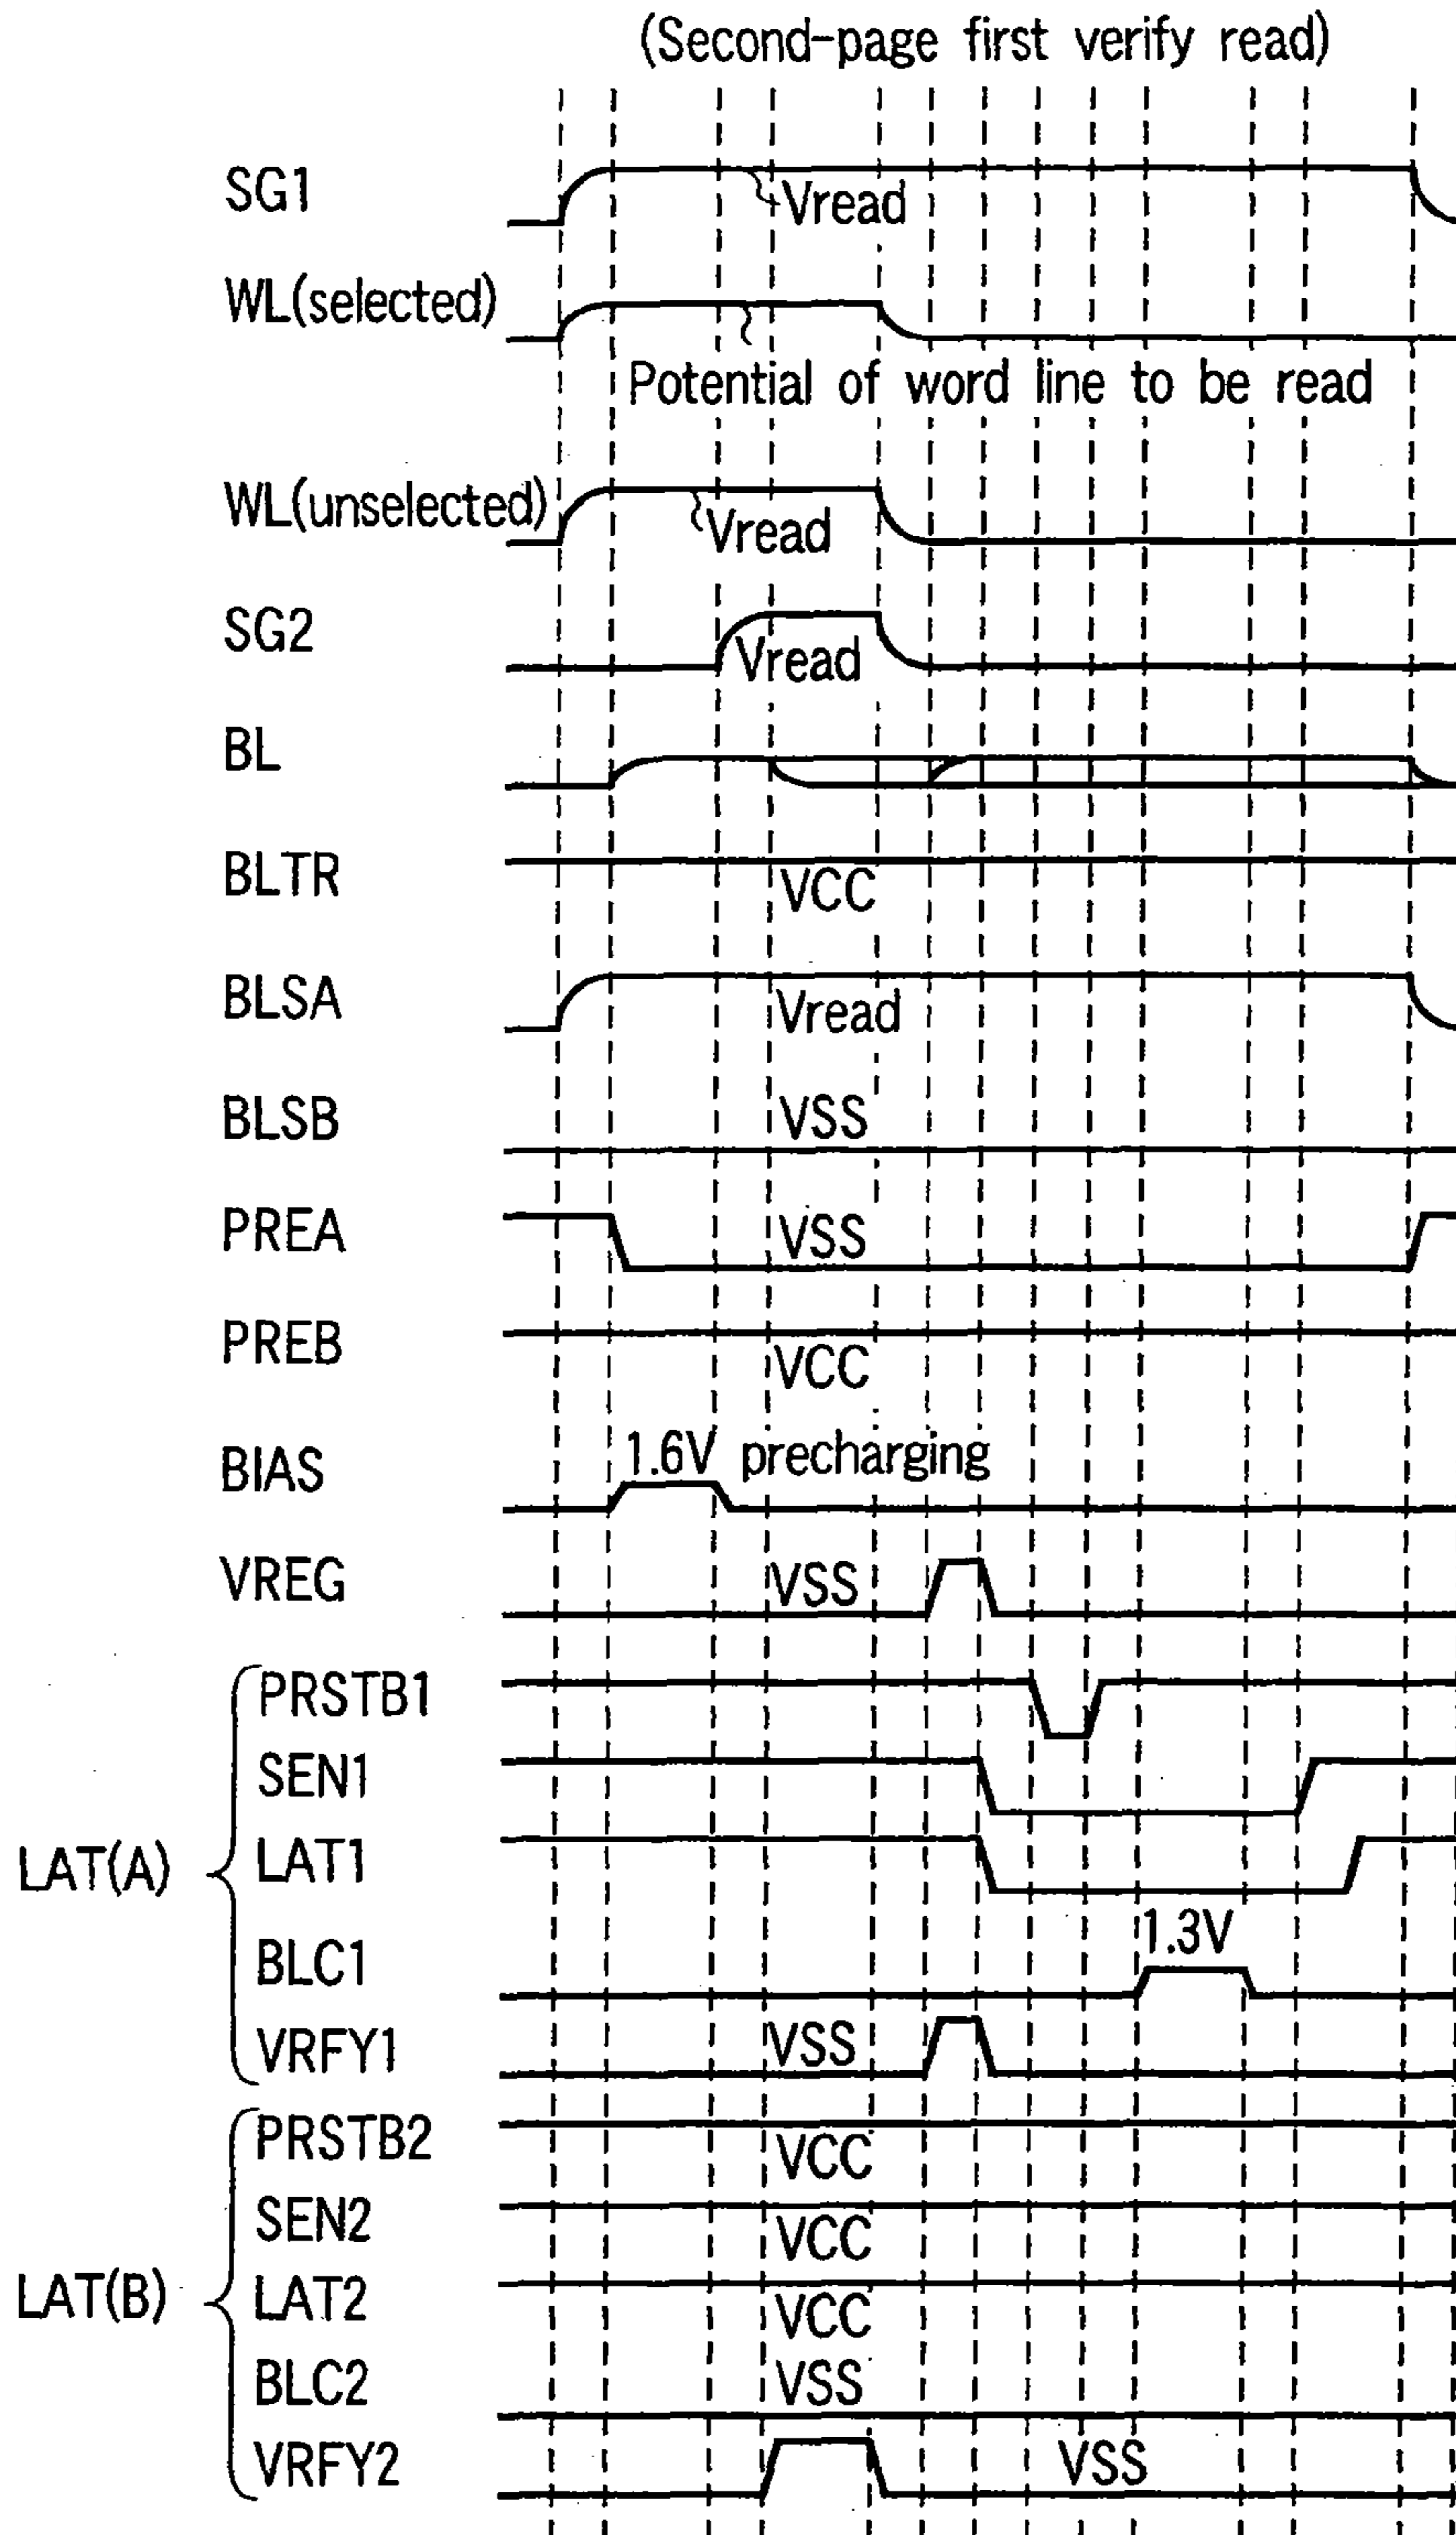 (Second-page first verify read)
SG1
Vread
WL(selected)
Potential of word line to be read
WL(unselected)
Vread
SG2
Vread
BL
BLTR
VCC
BLSA
Vread
BLSB
VSS
PREA
VSS
PREB
VCC
BIAS
1.6V precharging
VREG
VSS
LAT(A)
PRSTB1
SEN1
LAT1
BLC1
1.3V
VRFY1
VSS
LAT(B)
PRSTB2
VCC
SEN2
VCC
LAT2
VCC
BLC2
VSS
VRFY2
VSS